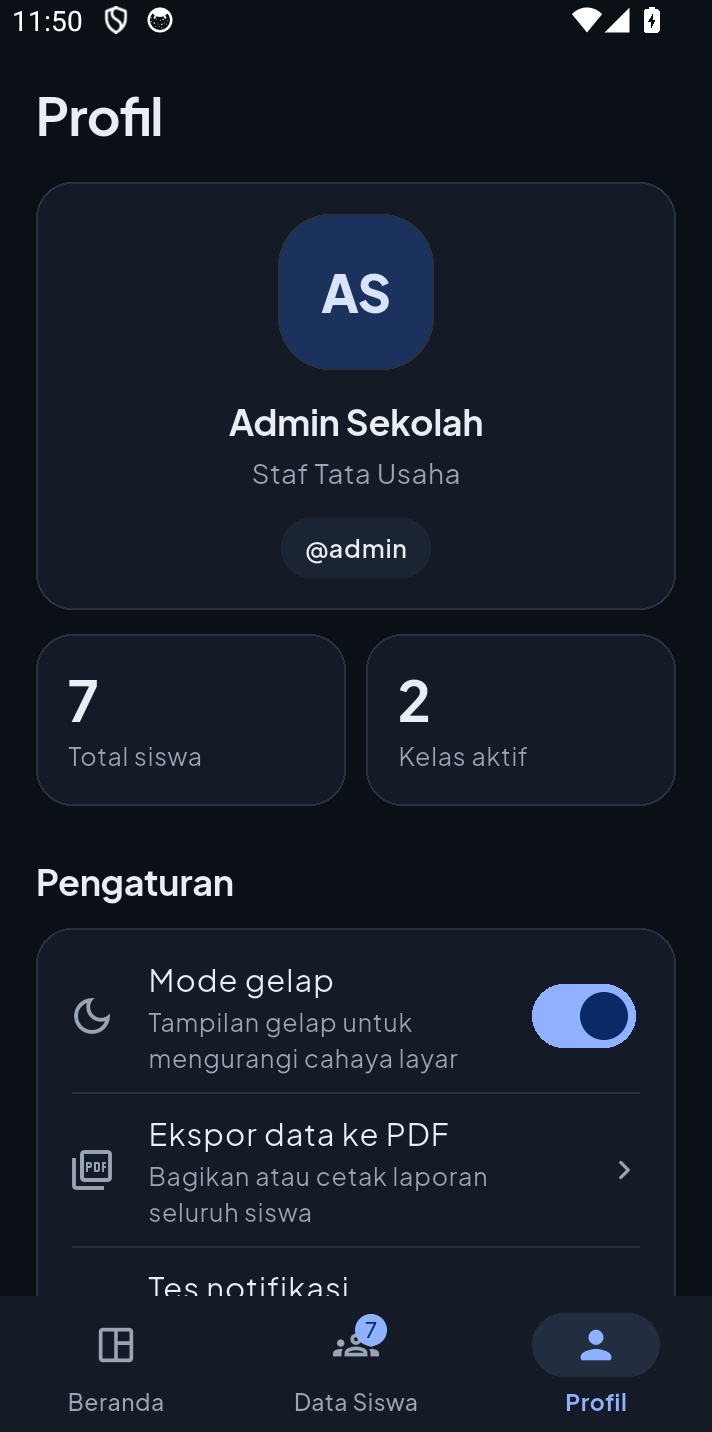 11:50
Profil
AS
Admin Sekolah
Staf Tata Usaha
@admin
7
Total siswa
2
Kelas aktif
Pengaturan
Mode gelap
Tampilan gelap untuk
mengurangi cahaya layar
PDF
Ekspor data ke PDF
Bagikan atau cetak laporan
seluruh siswa
Tes notifikasi
7
Beranda
Data Siswa
Profil